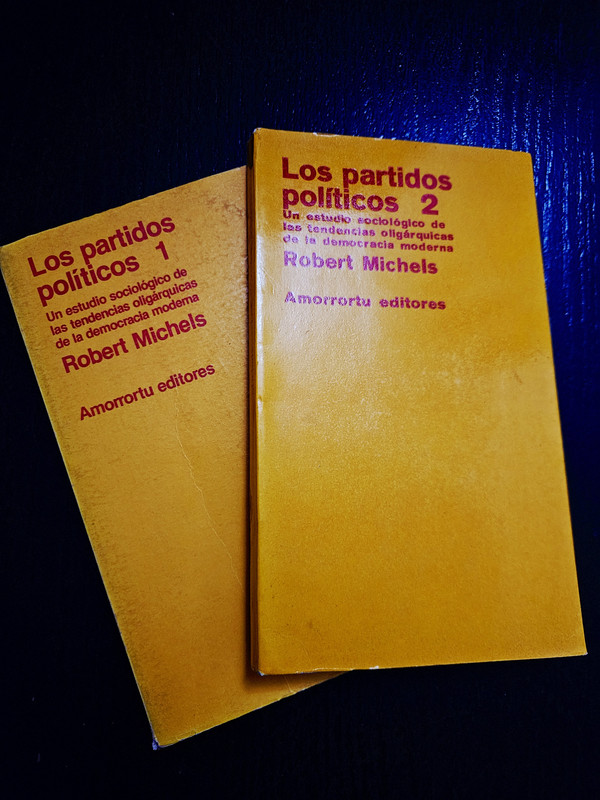 Los partidos
políticos 1
Un estudio sociológico de
las tendencias oligárquicas
de la democracia moderna
Robert Michels
Amorrortu editores
Los partidos
políticos 2
Un estudio sociológico de
las tendencias oligárquicas
de la democracia moderna
Robert Michels
Amorrortu editores